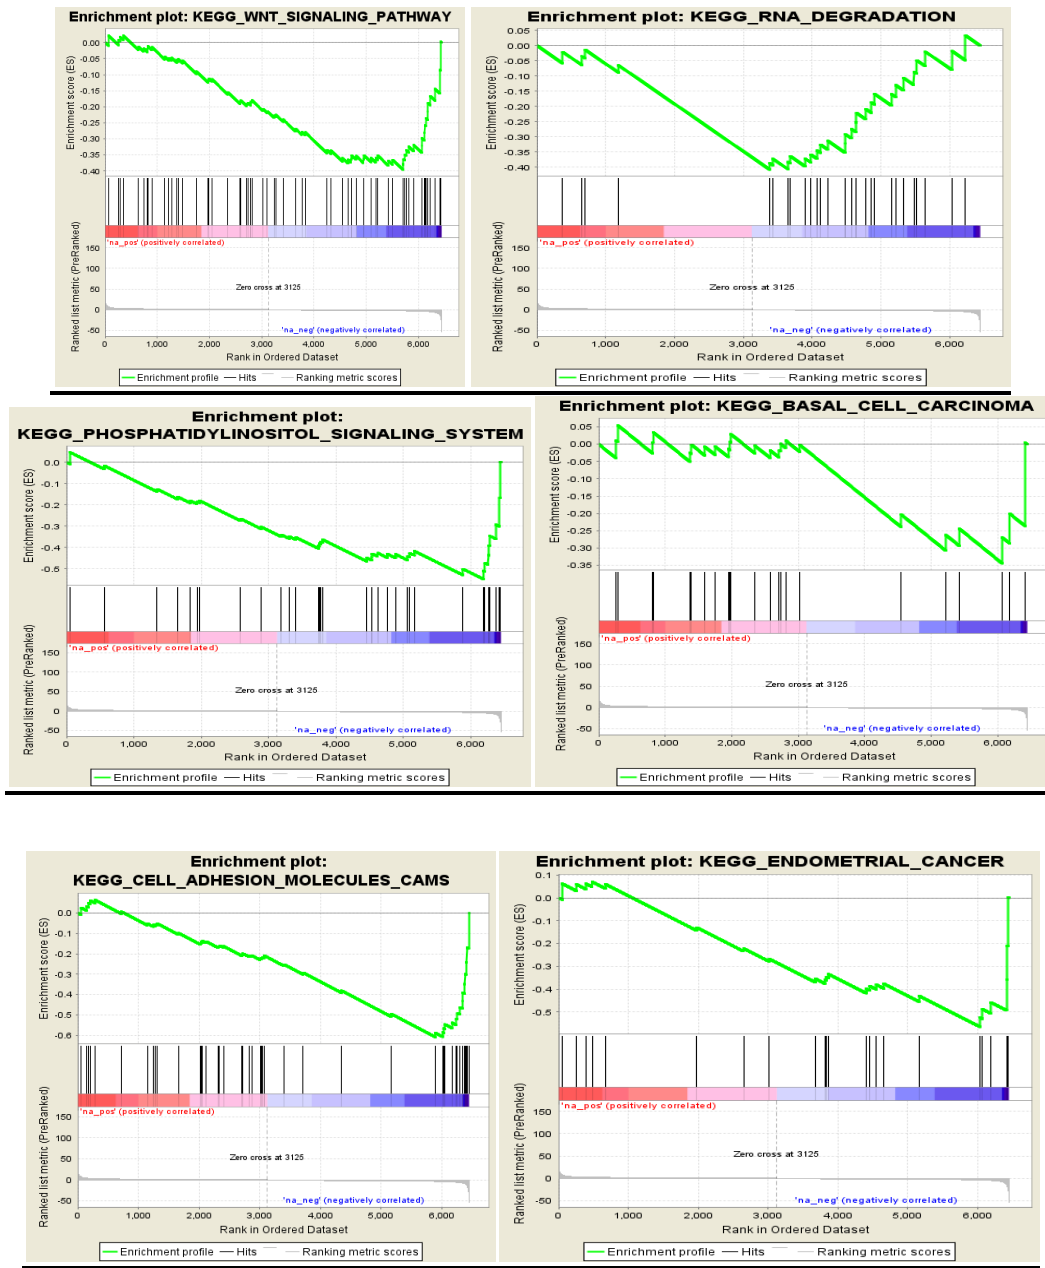 Enrichment plot: KEGG_WNT_SIGNALING_PATHWAY
Enrichment score (ES)
0.00
-0.05
-0.10
-0.15
-0.20
-0.25
-0.30
-0.35
-0.40
'na_pos' (positively correlated)
Ranked list metric (PreRanked)
150
100
50
0
-50
Zero cross at 3125
'na_neg' (negatively correlated)
0 1,000 2,000 3,000 4,000 5,000 6,000
Rank in Ordered Dataset
Enrichment profile Hits Ranking metric scores
Enrichment plot: KEGG_RNA_DEGRADATION
Enrichment score (ES)
0.05
0.00
-0.05
-0.10
-0.15
-0.20
-0.25
-0.30
-0.35
-0.40
'na_pos' (positively correlated)
Ranked list metric (PreRanked)
150
100
50
0
-50
Zero cross at 3125
'na_neg' (negatively correlated)
0 1,000 2,000 3,000 4,000 5,000 6,000
Rank in Ordered Dataset
Enrichment profile Hits Ranking metric scores
Enrichment plot:
KEGG_PHOSPHATIDYLINOSITOL_SIGNALING_SYSTEM
Enrichment score (ES)
0.0
-0.1
-0.2
-0.3
-0.4
-0.5
'na_pos' (positively correlated)
Ranked list metric (PreRanked)
150
100
50
0
-50
Zero cross at 3125
'na_neg' (negatively correlated)
0 1,000 2,000 3,000 4,000 5,000 6,000
Rank in Ordered Dataset
Enrichment profile Hits Ranking metric scores
Enrichment plot: KEGG_BASAL_CELL_CARCINOMA
Enrichment score (ES)
0.05
0.00
-0.05
-0.10
-0.15
-0.20
-0.25
-0.30
-0.35
'na_pos' (positively correlated)
Ranked list metric (PreRanked)
150
100
50
0
-50
Zero cross at 3125
'na_neg' (negatively correlated)
0 1,000 2,000 3,000 4,000 5,000 6,000
Rank in Ordered Dataset
Enrichment profile Hits Ranking metric scores
Enrichment plot:
KEGG_CELL_ADHESION_MOLECULES_CAMS
Enrichment score (ES)
0.0
-0.1
-0.2
-0.3
-0.4
-0.5
-0.6
'na_pos' (positively correlated)
Ranked list metric (PreRanked)
150
100
50
0
-50
Zero cross at 3125
'na_neg' (negatively correlated)
0 1,000 2,000 3,000 4,000 5,000 6,000
Rank in Ordered Dataset
Enrichment profile Hits Ranking metric scores
Enrichment plot: KEGG_ENDOMETRIAL_CANCER
Enrichment score (ES)
0.1
0.0
-0.1
-0.2
-0.3
-0.4
-0.5
'na_pos' (positively correlated)
Ranked list metric (PreRanked)
150
100
50
0
-50
Zero cross at 3125
'na_neg' (negatively correlated)
0 1,000 2,000 3,000 4,000 5,000 6,000
Rank in Ordered Dataset
Enrichment profile Hits Ranking metric scores